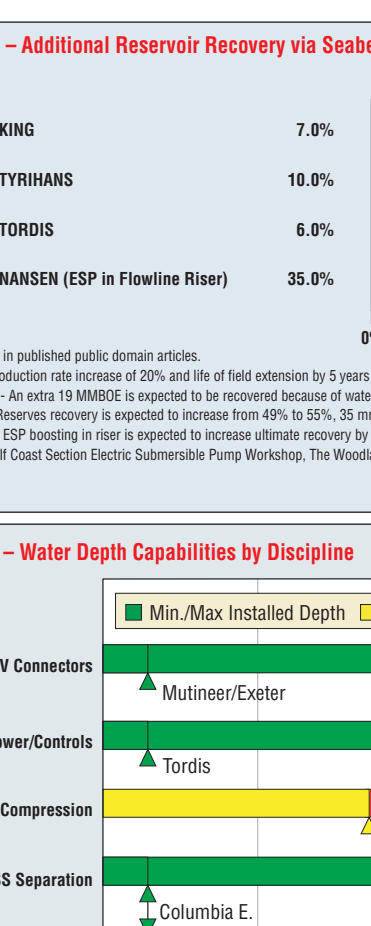 – Additional Reservoir Recovery via Seabe
KING 7.0%
TYRIHANS 10.0%
TORDIS 6.0%
NANSEN (ESP in Flowline Riser) 35.0%
0%
in published public domain articles.
oduction rate increase of 20% and life of field extension by 5 years
- An extra 19 MMBOE is expected to be recovered because of wate
Reserves recovery is expected to increase from 49% to 55%, 35 mm
ESP boosting in riser is expected to increase ultimate recovery by
lf Coast Section Electric Submersible Pump Workshop, The Woodla
– Water Depth Capabilities by Discipline
Min./Max Installed Depth
V Connectors
Mutineer/Exeter
ower/Controls
Tordis
Compression
SS Separation
Columbia E.